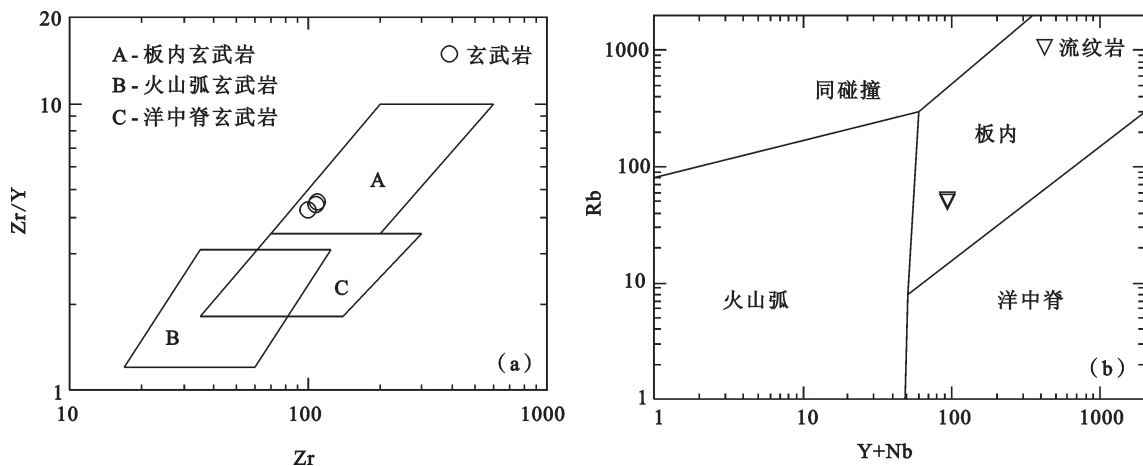 20
A-板内玄武岩
○ 玄武岩
B-火山弧玄武岩
C-洋中脊玄武岩
10
A
Zr/Y
C
B
(a)
1
10
100
1000
Zr
1000
▽ 流纹岩
同碰撞
板内
100
Rb
10
火山弧
洋中脊
(b)
1
1
10
100
1000
Y+Nb